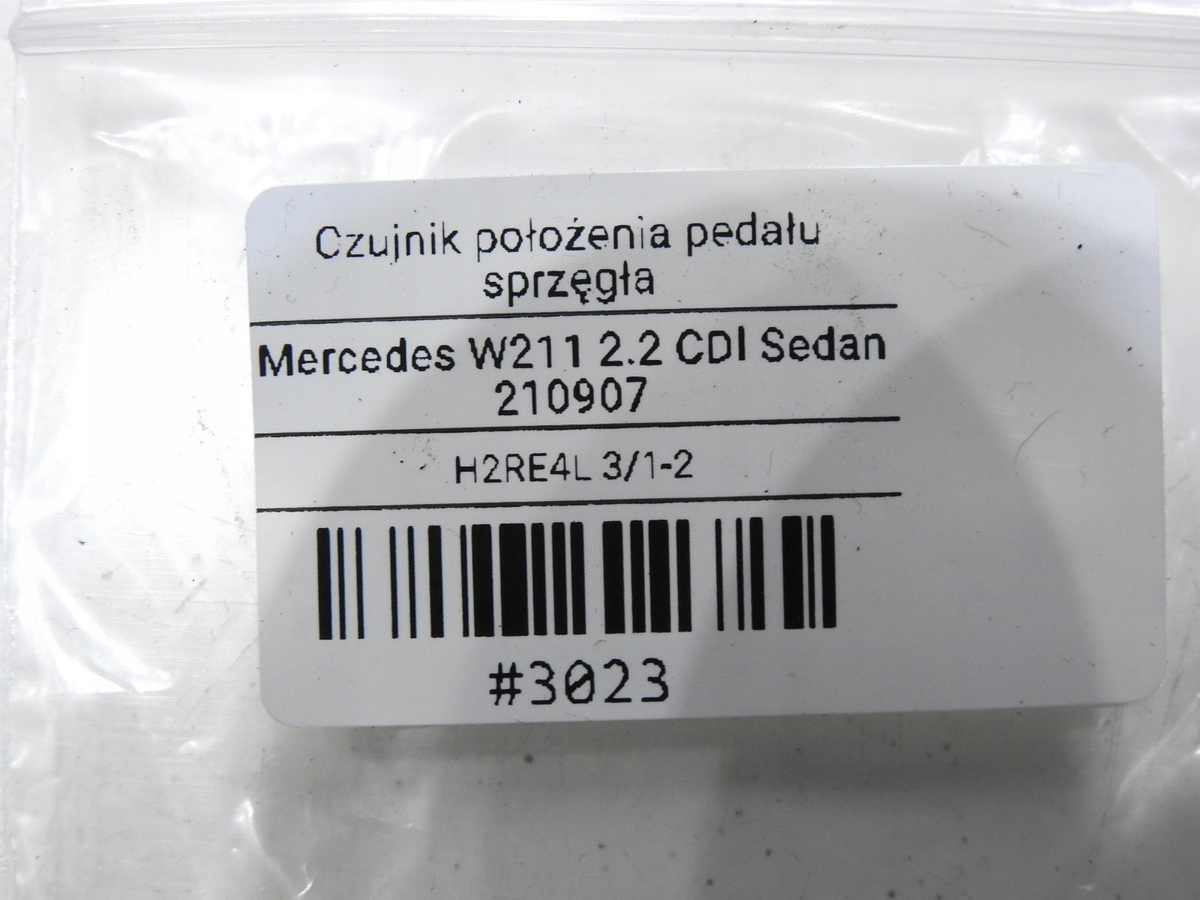 Czujnik położenia pedału
sprzęgła
Mercedes W211 2.2 CDI Sedan
210907
H2RE4L 3/1-2
#3023